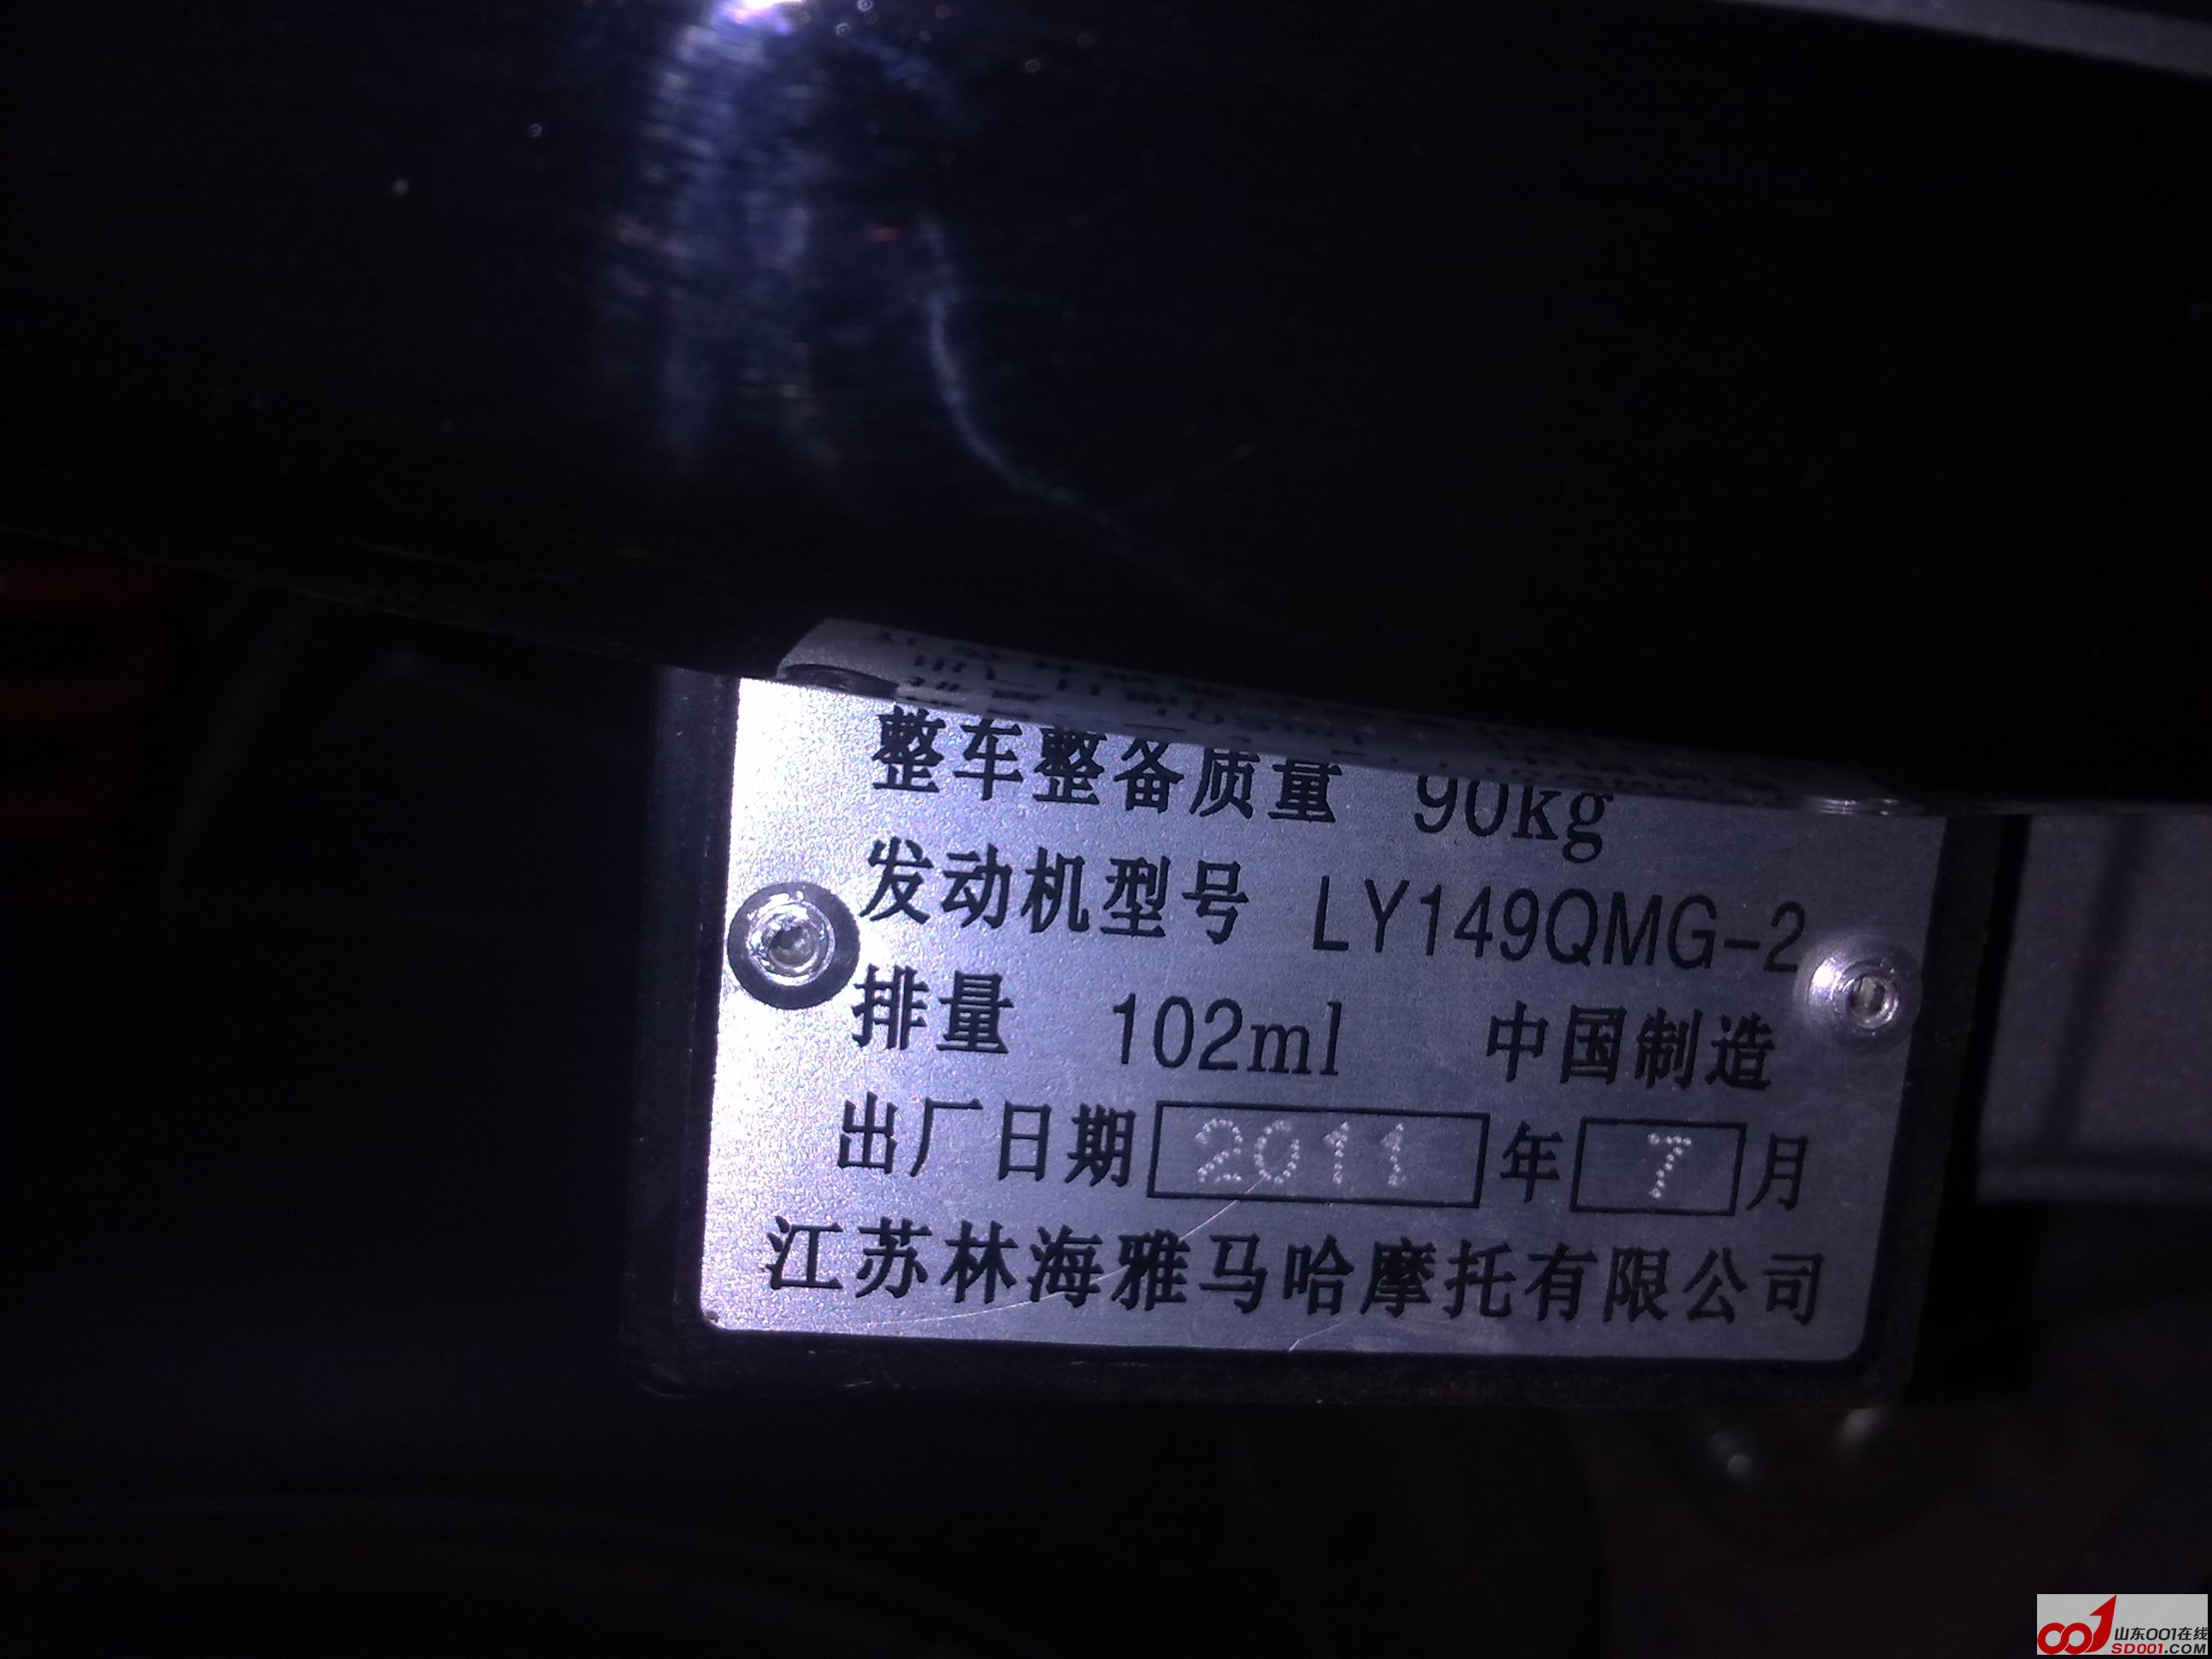 整车整备质量 90kg
发动机型号 LY149QMG-2
排量 102ml 中国制造
出厂日期 2011 年 7 月
江苏林海雅马哈摩托有限公司
山东001在线
SD001.COM